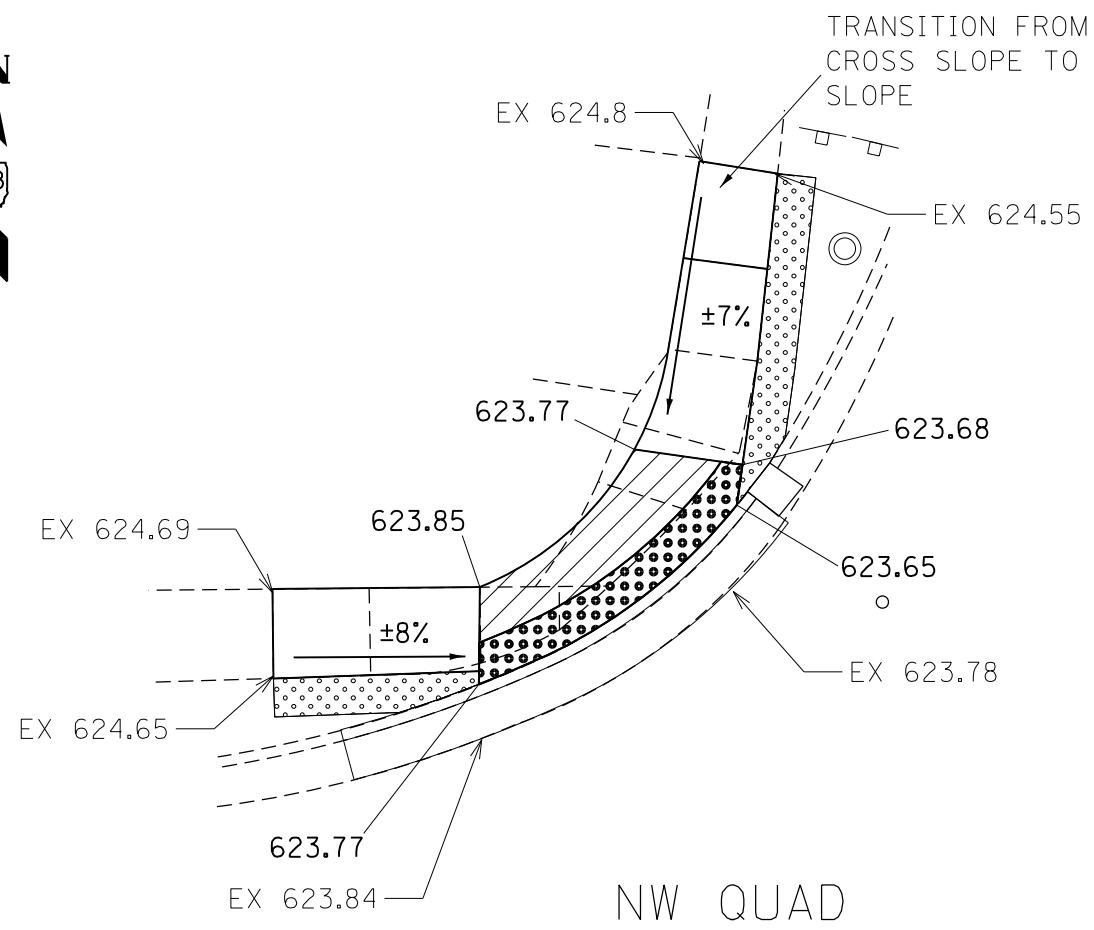 TRANSITION FROM
CROSS SLOPE TO
SLOPE
N
EX 624.8
EX 624.55
±7%
623.77
623.68
EX 624.69
623.85
623.65
±8%
EX 623.78
EX 624.65
623.77
EX 623.84
NW QUAD